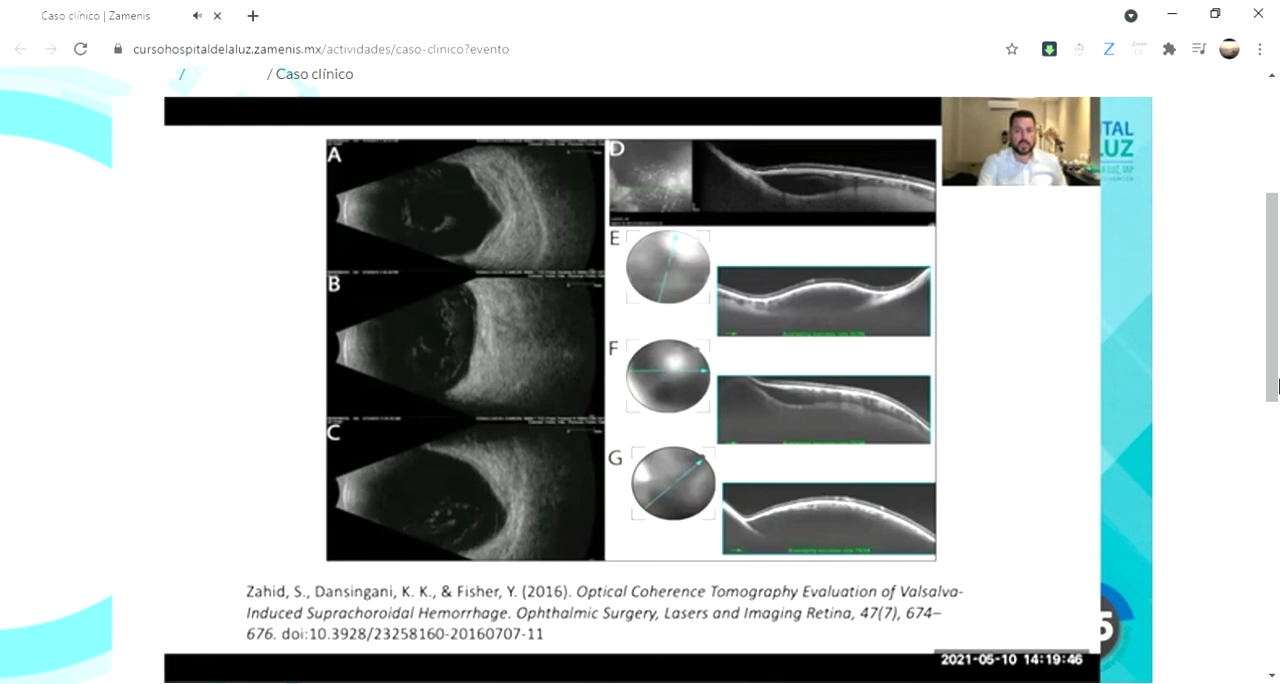 Caso clínico | Zamenis
cursohospitaldelaluz.zamenis.mx/actividades/caso-clinico?evento
/ / Caso clínico
TAL
LUZ
A
B
C
D
E
F
G
Zahid, S., Dansingani, K. K., & Fisher, Y. (2016). Optical Coherence Tomography Evaluation of Valsalva-
Induced Suprachoroidal Hemorrhage. Ophthalmic Surgery, Lasers and Imaging Retina, 47(7), 674–
676. doi:10.3928/23258160-20160707-11
5
2021-05-10 14:19:46